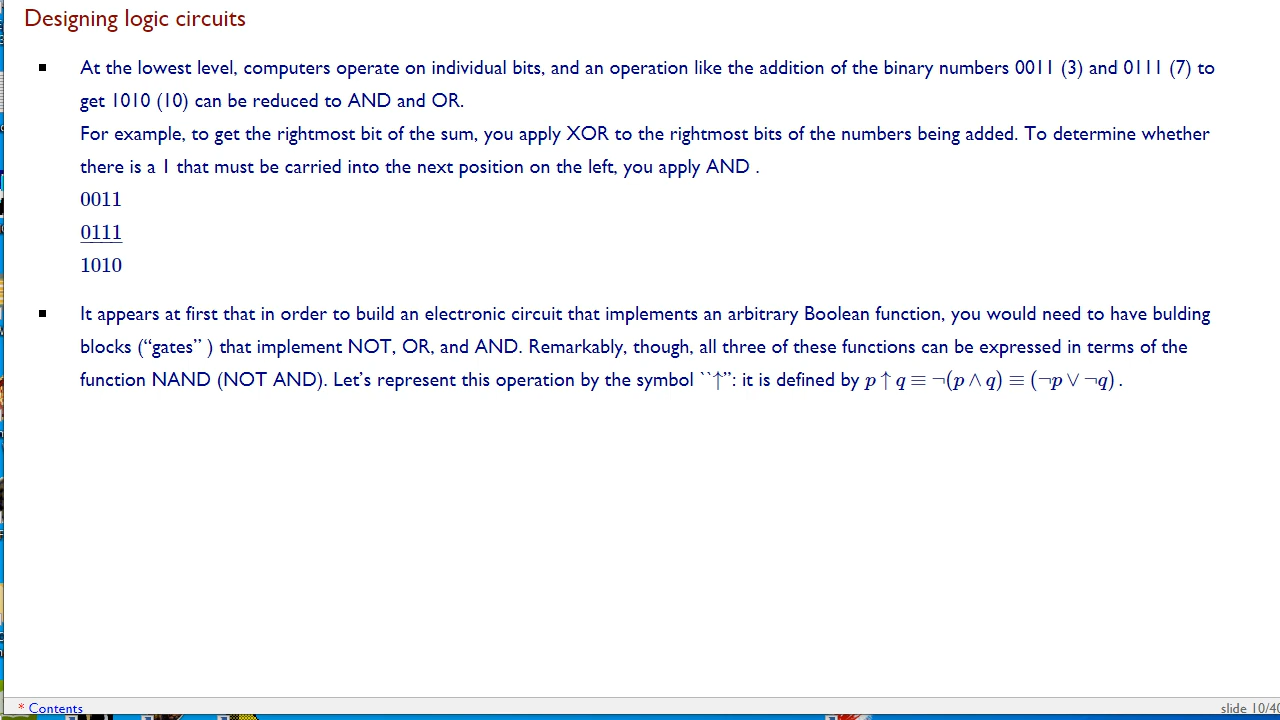 Designing logic circuits
At the lowest level, computers operate on individual bits, and an operation like the addition of the binary numbers 0011 (3) and 0111 (7) to
get 1010 (10) can be reduced to AND and OR.
For example, to get the rightmost bit of the sum, you apply XOR to the rightmost bits of the numbers being added. To determine whether
there is a 1 that must be carried into the next position on the left, you apply AND .
0011
0111
1010
It appears at first that in order to build an electronic circuit that implements an arbitrary Boolean function, you would need to have bulding
blocks (“gates” ) that implement NOT, OR, and AND. Remarkably, though, all three of these functions can be expressed in terms of the
function NAND (NOT AND). Let’s represent this operation by the symbol ``↑”: it is defined by p ↑ q ≡ ¬(p ∧ q) ≡ (¬p ∨ ¬q) .
* Contents
slide 10/40